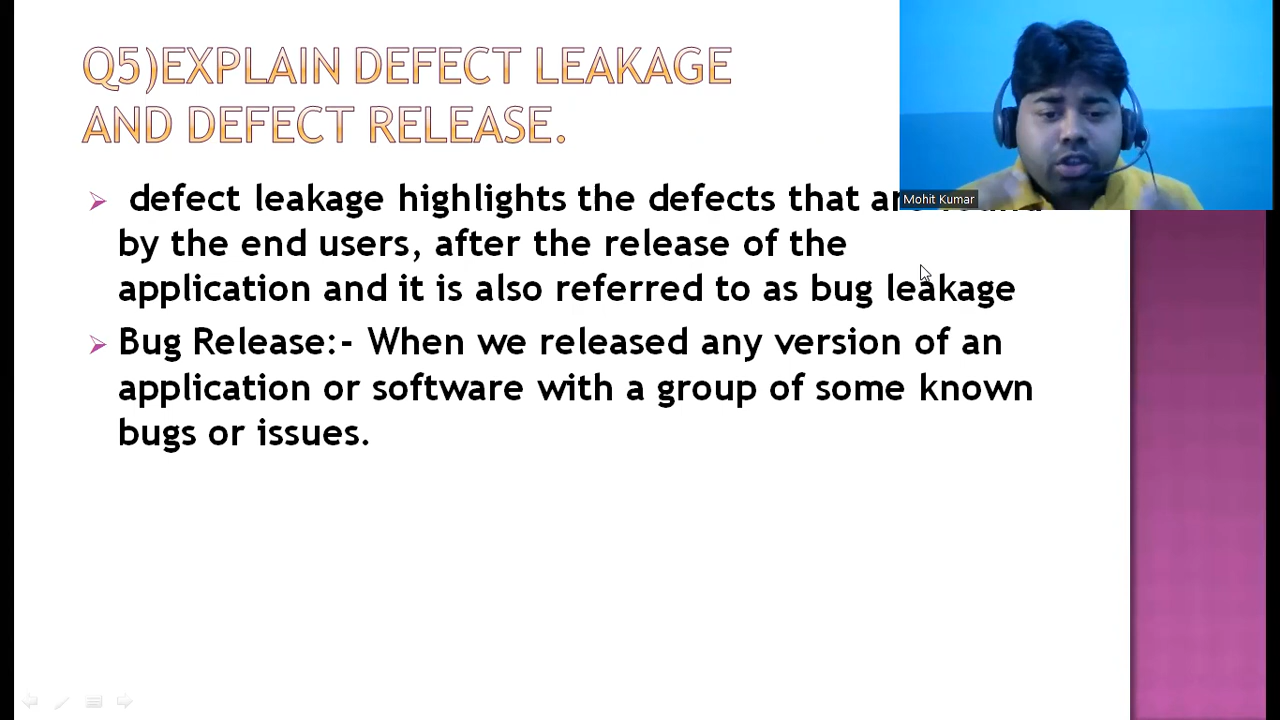 Q5)EXPLAIN DEFECT LEAKAGE
AND DEFECT RELEASE.
➢ defect leakage highlights the defects that
by the end users, after the release of the
application and it is also referred to as bug leakage
➢ Bug Release:- When we released any version of an
application or software with a group of some known
bugs or issues.
Mohit Kumar